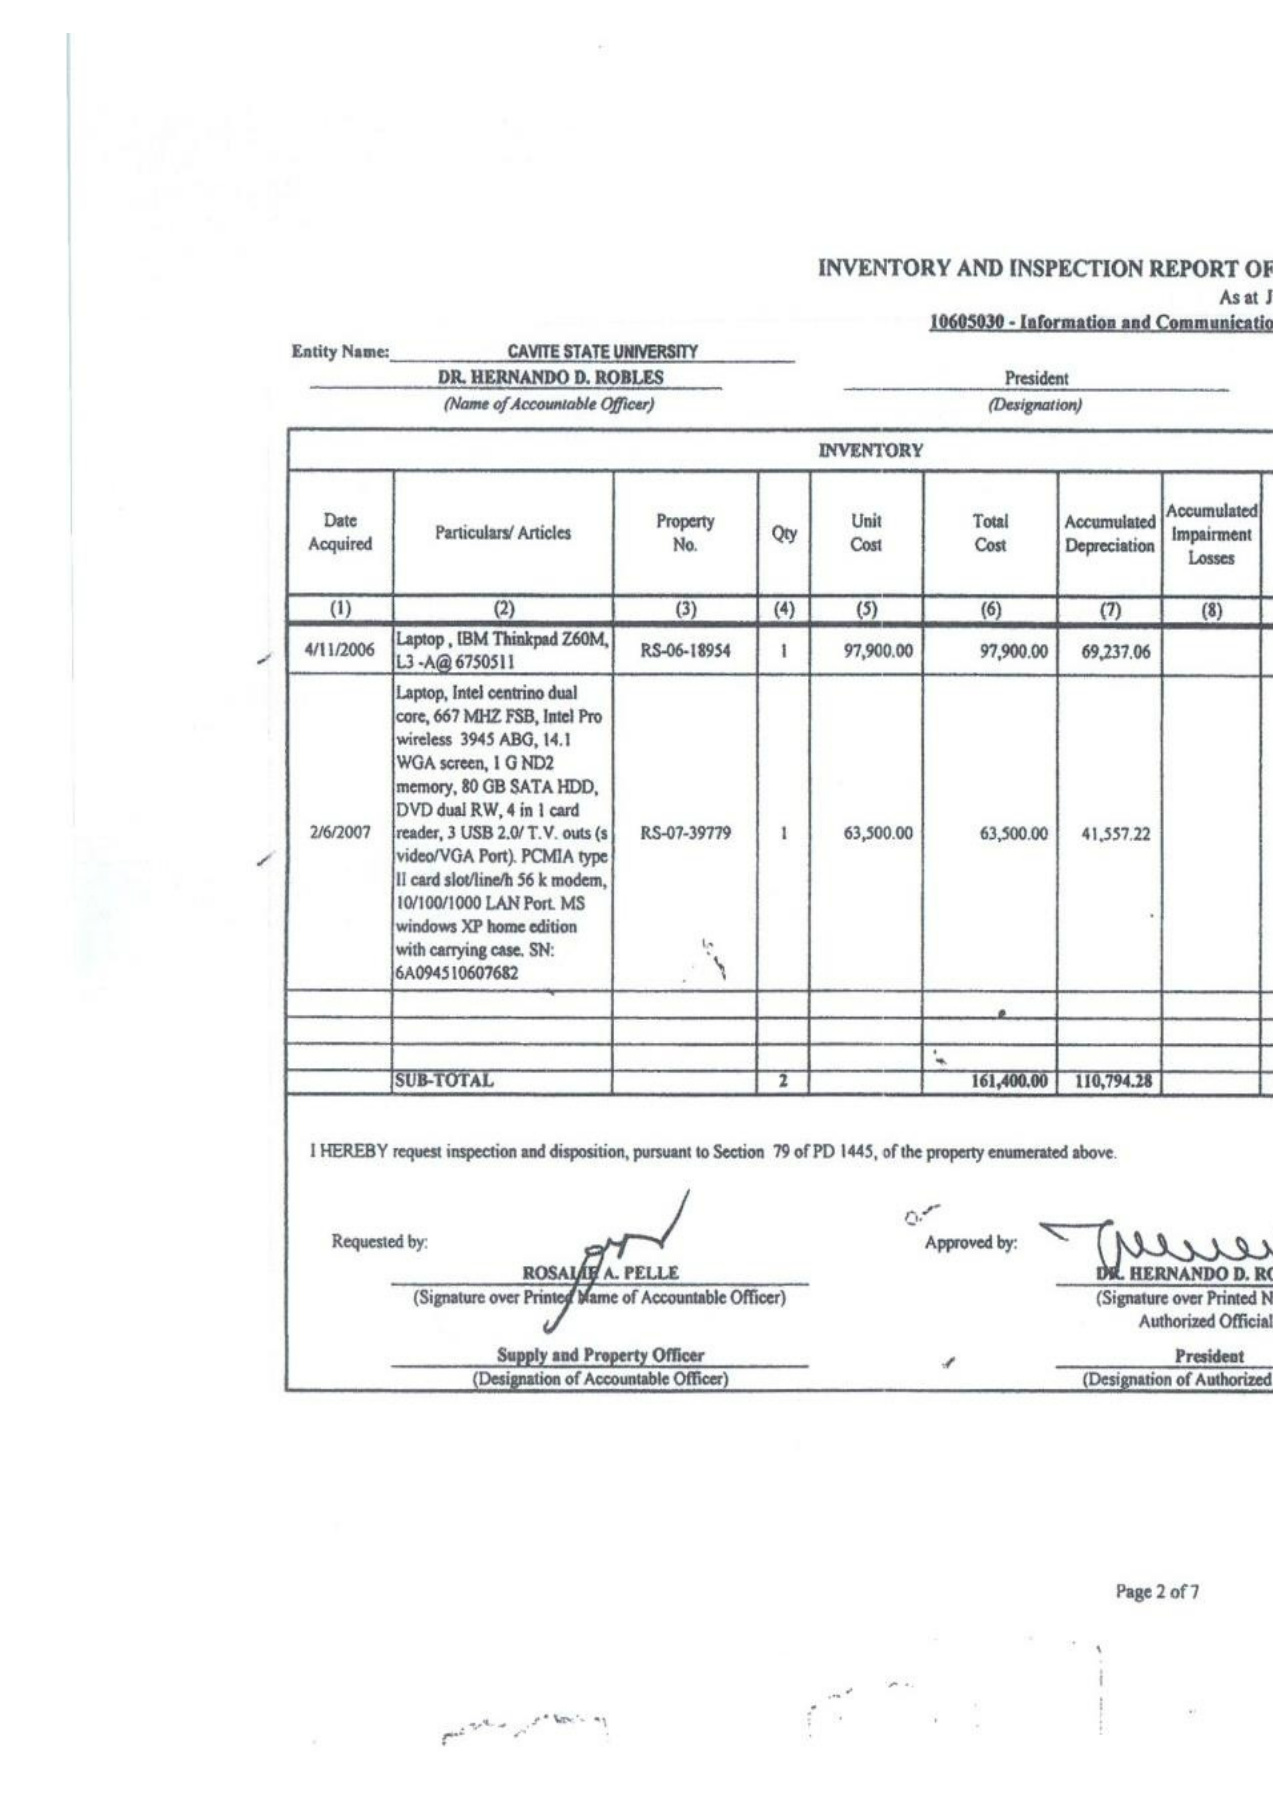 INVENTORY AND INSPECTION REPORT OF
As at J
10605030 - Information and Communicatio
Entity Name: CAVITE STATE UNIVERSITY
DR. HERNANDO D. ROBLES President
(Name of Accountable Officer) (Designation)
INVENTORY
Date Acquired Particulars/ Articles Property No. Qty Unit Cost Total Cost Accumulated Depreciation Accumulated Impairment Losses
(1) (2) (3) (4) (5) (6) (7) (8)
4/11/2006 Laptop , IBM Thinkpad Z60M, RS-06-18954 1 97,900.00 97,900.00 69,237.06
L3 -A@ 6750511
Laptop, Intel centrino dual
core, 667 MHZ FSB, Intel Pro
wireless 3945 ABG, 14.1
WGA screen, 1 G ND2
memory, 80 GB SATA HDD,
DVD dual RW, 4 in 1 card
2/6/2007 reader, 3 USB 2.0/ T.V. outs (s RS-07-39779 1 63,500.00 63,500.00 41,557.22
video/VGA Port). PCMIA type
II card slot/line/h 56 k modem,
10/100/1000 LAN Port. MS
windows XP home edition
with carrying case. SN:
6A094510607682
SUB-TOTAL 2 161,400.00 110,794.28
I HEREBY request inspection and disposition, pursuant to Section 79 of PD 1445, of the property enumerated above.
Requested by: Approved by:
ROSALIE A. PELLE DR. HERNANDO D. RO
(Signature over Printed Name of Accountable Officer) (Signature over Printed N
Authorized Official
Supply and Property Officer President
(Designation of Accountable Officer) (Designation of Authorized
Page 2 of 7